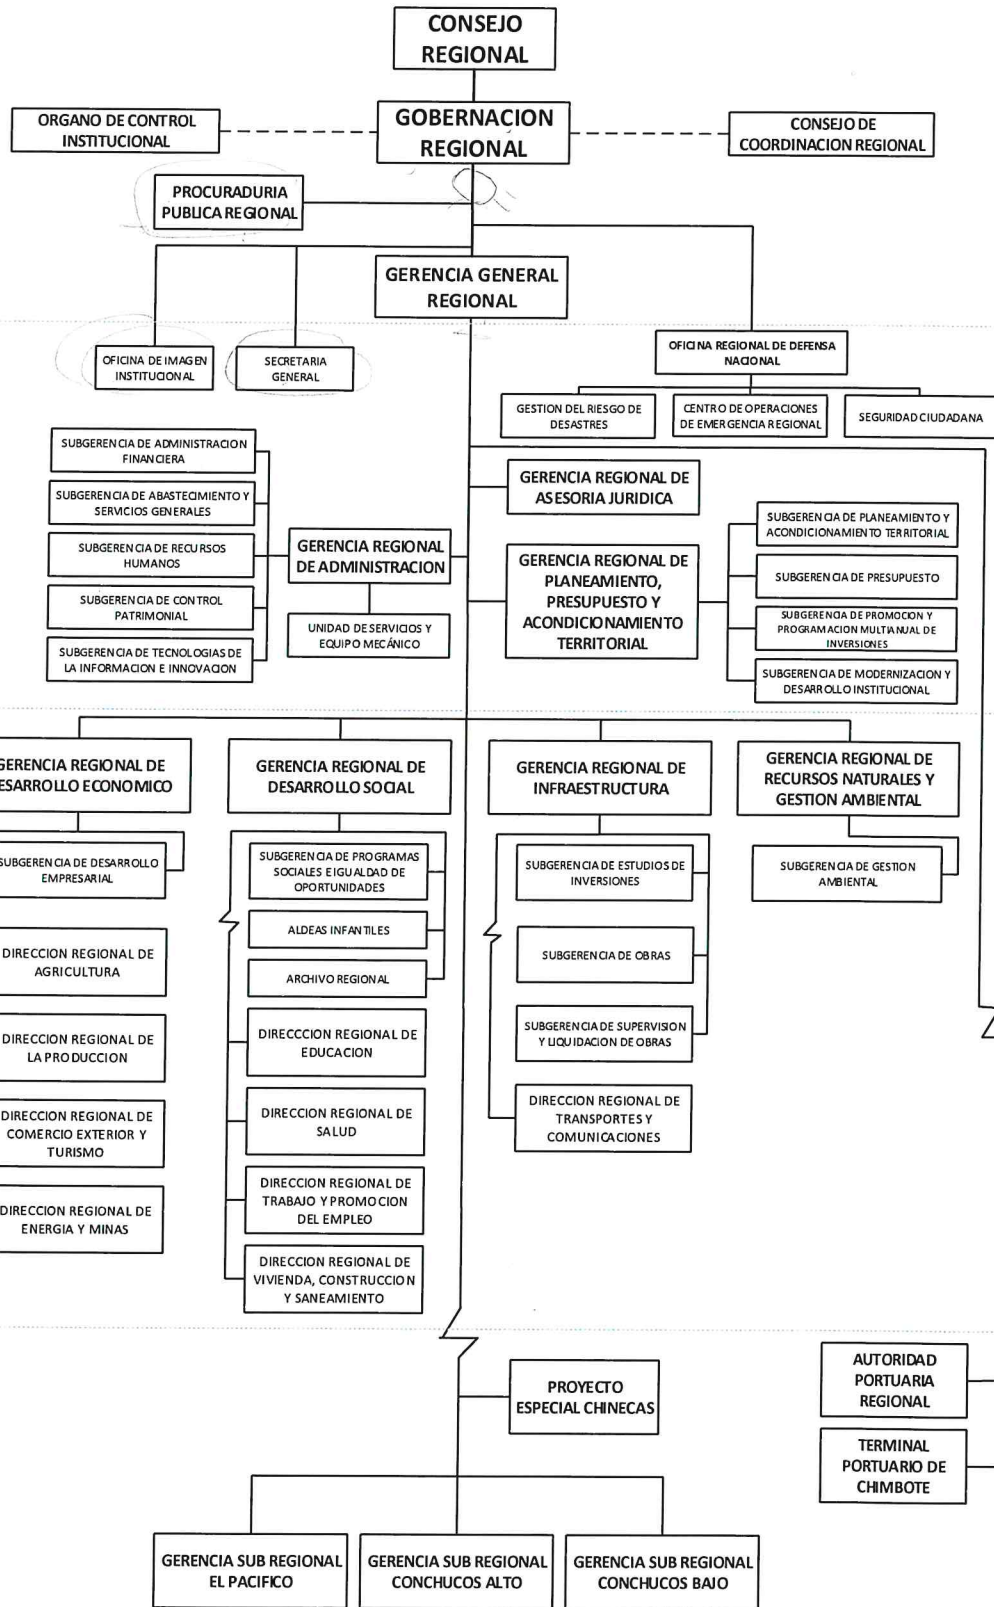 CONSEJO
REGIONAL
ORGANO DE CONTROL
INSTITUCIONAL
GOBERNACION
REGIONAL
CONSEJO DE
COORDINACION REGIONAL
PROCURADURIA
PUBLICA REGIONAL
GERENCIA GENERAL
REGIONAL
OFICINA DE IMAGEN
INSTITUCIONAL
SECRETARIA
GENERAL
OFICINA REGIONAL DE DEFENSA
NACIONAL
GESTION DEL RIESGO DE
DESASTRES
CENTRO DE OPERACIONES
DE EMERGENCIA REGIONAL
SEGURIDAD CIUDADANA
SUBGERENCIA DE ADMINISTRACION
FINANCIERA
SUBGERENCIA DE ABASTECIMIENTO Y
SERVICIOS GENERALES
SUBGERENCIA DE RECURSOS
HUMANOS
SUBGERENCIA DE CONTROL
PATRIMONIAL
SUBGERENCIA DE TECNOLOGIAS DE
LA INFORMACION E INNOVACION
GERENCIA REGIONAL
DE ADMINISTRACION
UNIDAD DE SERVICIOS Y
EQUIPO MECÁNICO
GERENCIA REGIONAL DE
ASESORIA JURIDICA
GERENCIA REGIONAL DE
PLANEAMIENTO,
PRESUPUESTO Y
ACONDICIONAMIENTO
TERRITORIAL
SUBGERENCIA DE PLANEAMIENTO Y
ACONDICIONAMIENTO TERRITORIAL
SUBGERENCIA DE PRESUPUESTO
SUBGERENCIA DE PROMOCION Y
PROGRAMACION MULTIANUAL DE
INVERSIONES
SUBGERENCIA DE MODERNIZACION Y
DESARROLLO INSTITUCIONAL
GERENCIA REGIONAL DE
DESARROLLO ECONOMICO
SUBGERENCIA DE DESARROLLO
EMPRESARIAL
DIRECCION REGIONAL DE
AGRICULTURA
DIRECCION REGIONAL DE
LA PRODUCCION
DIRECCION REGIONAL DE
COMERCIO EXTERIOR Y
TURISMO
DIRECCION REGIONAL DE
ENERGIA Y MINAS
GERENCIA REGIONAL DE
DESARROLLO SOCIAL
SUBGERENCIA DE PROGRAMAS
SOCIALES E IGUALDAD DE
OPORTUNIDADES
ALDEAS INFANTILES
ARCHIVO REGIONAL
DIRECCCION REGIONAL DE
EDUCACION
DIRECCION REGIONAL DE
SALUD
DIRECCION REGIONAL DE
TRABAJO Y PROMOCION
DEL EMPLEO
DIRECCION REGIONAL DE
VIVIENDA, CONSTRUCCION
Y SANEAMIENTO
GERENCIA REGIONAL DE
INFRAESTRUCTURA
SUBGERENCIA DE ESTUDIOS DE
INVERSIONES
SUBGERENCIA DE OBRAS
SUBGERENCIA DE SUPERVISION
Y LIQUIDACION DE OBRAS
DIRECCION REGIONAL DE
TRANSPORTES Y
COMUNICACIONES
GERENCIA REGIONAL DE
RECURSOS NATURALES Y
GESTION AMBIENTAL
SUBGERENCIA DE GESTION
AMBIENTAL
PROYECTO
ESPECIAL CHINECAS
AUTORIDAD
PORTUARIA
REGIONAL
TERMINAL
PORTUARIO DE
CHIMBOTE
GERENCIA SUB REGIONAL
EL PACIFICO
GERENCIA SUB REGIONAL
CONCHUCOS ALTO
GERENCIA SUB REGIONAL
CONCHUCOS BAJO